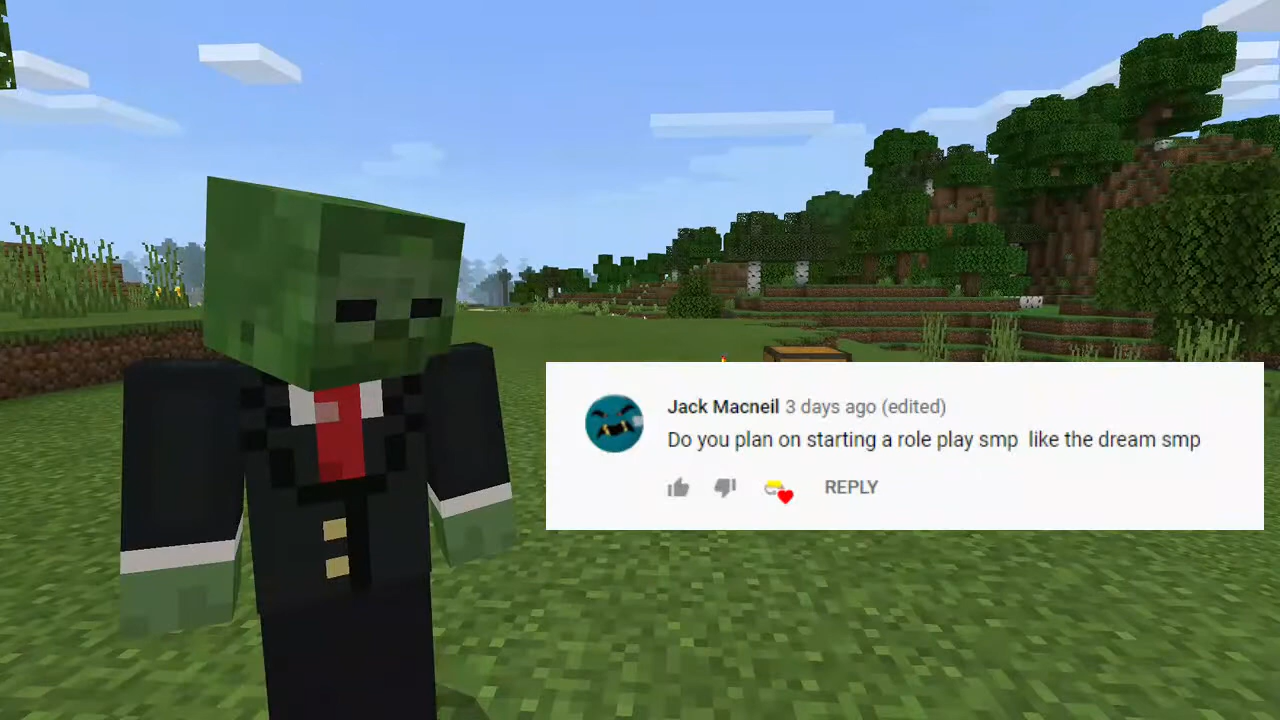 Jack Macneil 3 days ago (edited)
Do you plan on starting a role play smp  like the dream smp
REPLY